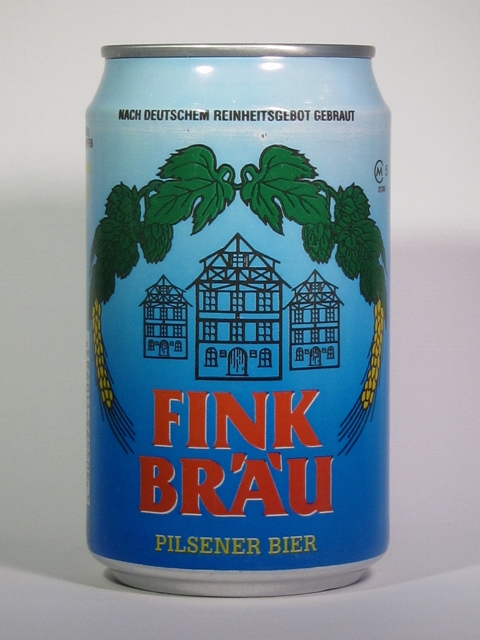 NACH DEUTSCHEM REINHEITSGEBOT GEBRAUT
M
FINK
BRÄU
PILSENER BIER